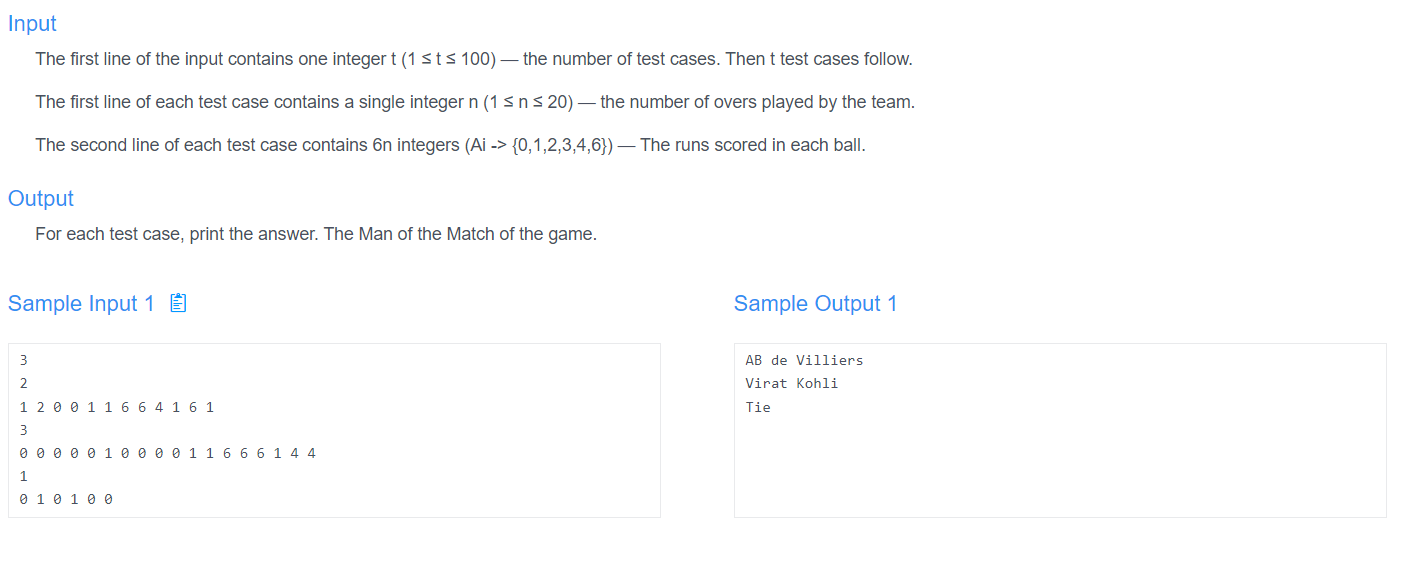 Input
The first line of the input contains one integer t (1 ≤ t ≤ 100) — the number of test cases. Then t test cases follow.
The first line of each test case contains a single integer n (1 ≤ n ≤ 20) — the number of overs played by the team.
The second line of each test case contains 6n integers (Ai -> {0,1,2,3,4,6}) — The runs scored in each ball.
Output
For each test case, print the answer. The Man of the Match of the game.
Sample Input 1
3
2
1 2 0 0 1 1 6 6 4 1 6 1
3
0 0 0 0 0 1 0 0 0 0 1 1 6 6 6 1 4 4
1
0 1 0 1 0 0
Sample Output 1
AB de Villiers
Virat Kohli
Tie